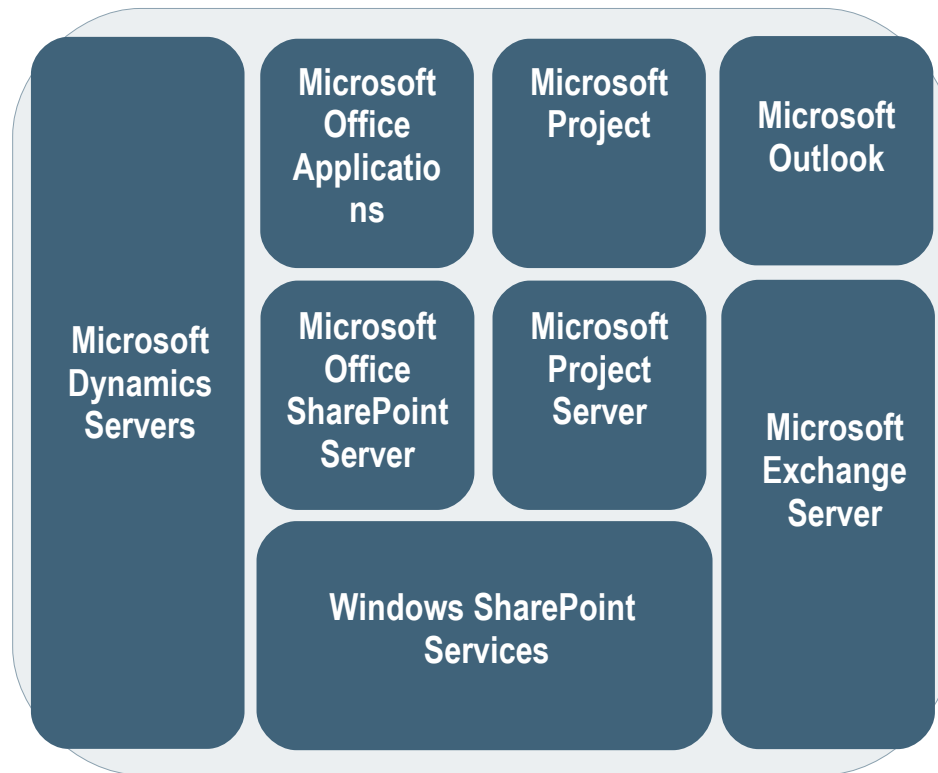 Microsoft
Office
Applicatio
ns
Microsoft
Project
Microsoft
Outlook
Microsoft
Dynamics
Servers
Microsoft
Office
SharePoint
Server
Microsoft
Project
Server
Microsoft
Exchange
Server
Windows SharePoint
Services